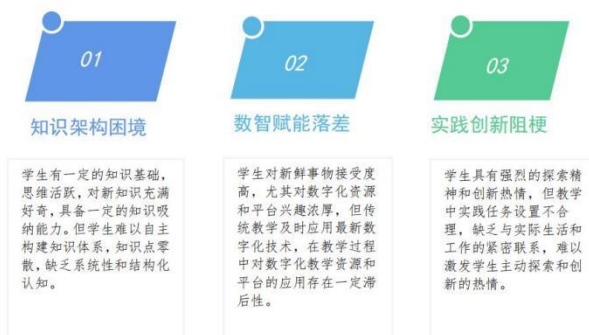 01
知识架构困境
学生有一定的知识基础，
思维活跃，对新知识充满
好奇，具备一定的知识吸
纳能力。但学生难以自主
构建知识体系，知识点零
散，缺乏系统性和结构化
认知。
02
数智赋能落差
学生对新鲜事物接受度
高，尤其对数字化资源
和平台兴趣浓厚，但传
统教学及时应用最新数
字化技术，在教学过程
中对数字化教学资源和
平台的应用存在一定滞
后性。
03
实践创新阻梗
学生具有强烈的探索精
神和创新热情，但教学
中实践任务设置不合
理，缺乏与实际生活和
工作的紧密联系，难以
激发学生主动探索和创
新的热情。